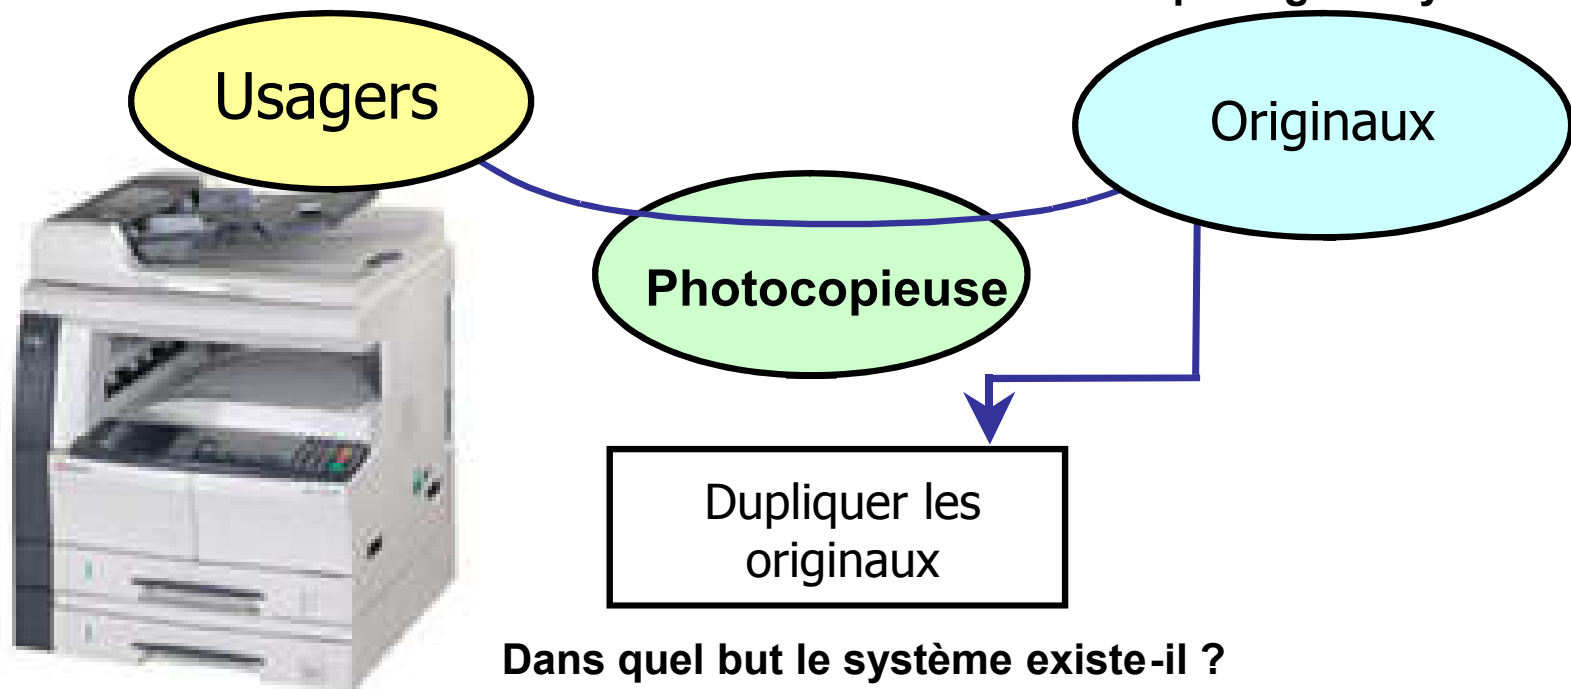 Usagers
Originaux
Photocopieuse
Dupliquer les
originaux
Dans quel but le système existe-il ?